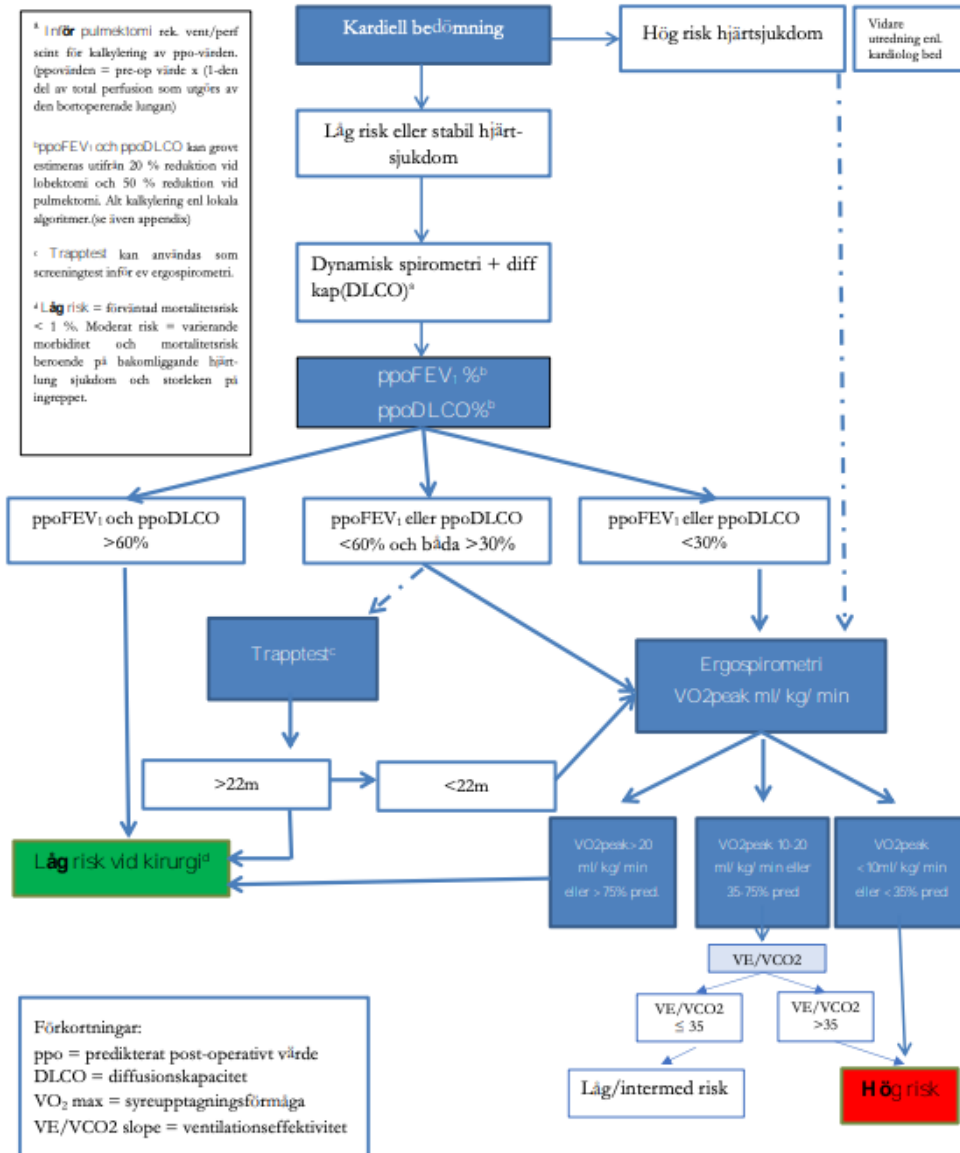 a. Inför pulmektomi rek. vent/perf
scint för kalkylering av ppo-värden.
(ppovärden = pre-op värde x (1-den
del av total perfusion som utgörs av
den bortopererade lungan)
bppoFEV1 och ppoDLCO kan grovt
estimeras utifrån 20 % reduktion vid
lobektomi och 50 % reduktion vid
pulmektomi. Alt kalkylering enl lokala
algoritmer.(se även appendix)
c Trapptest kan användas som
screeningtest inför ev ergospirometri.
d Låg risk = förväntad mortalitetsrisk
< 1 %. Moderat risk = varierande
morbiditet och mortalitetsrisk
beroende på bakomliggande hjärt-
lung sjukdom och storleken på
ingreppet.
Kardiell bedömning
Hög risk hjärtsjukdom
Vidare
utredning enl.
kardiolog bed
Låg risk eller stabil hjärt-
sjukdom
Dynamisk spirometri + diff
kap(DLCO)a
ppoFEV1 %b
ppoDLCO%b
ppoFEV1 och ppoDLCO
>60%
ppoFEV1 eller ppoDLCO
<60% och båda >30%
ppoFEV1 eller ppoDLCO
<30%
Trapptestc
Ergospirometri
VO2peak ml/ kg/ min
>22m
<22m
Låg risk vid kirurgid
VO2peak> 20
ml/ kg/ min
eller > 75% pred.
VO2peak 10-20
ml/ kg/ min eller
35-75% pred
VO2peak
<10ml/ kg/ min
eller <35% pred
VE/VCO2
VE/VCO2
≤ 35
VE/VCO2
>35
Låg/intermed risk
Hög risk
Förkortningar:
ppo = predikterat post-operativt värde
DLCO = diffusionskapacitet
VO2 max = syreupptagningsförmåga
VE/VCO2 slope = ventilationseffektivitet